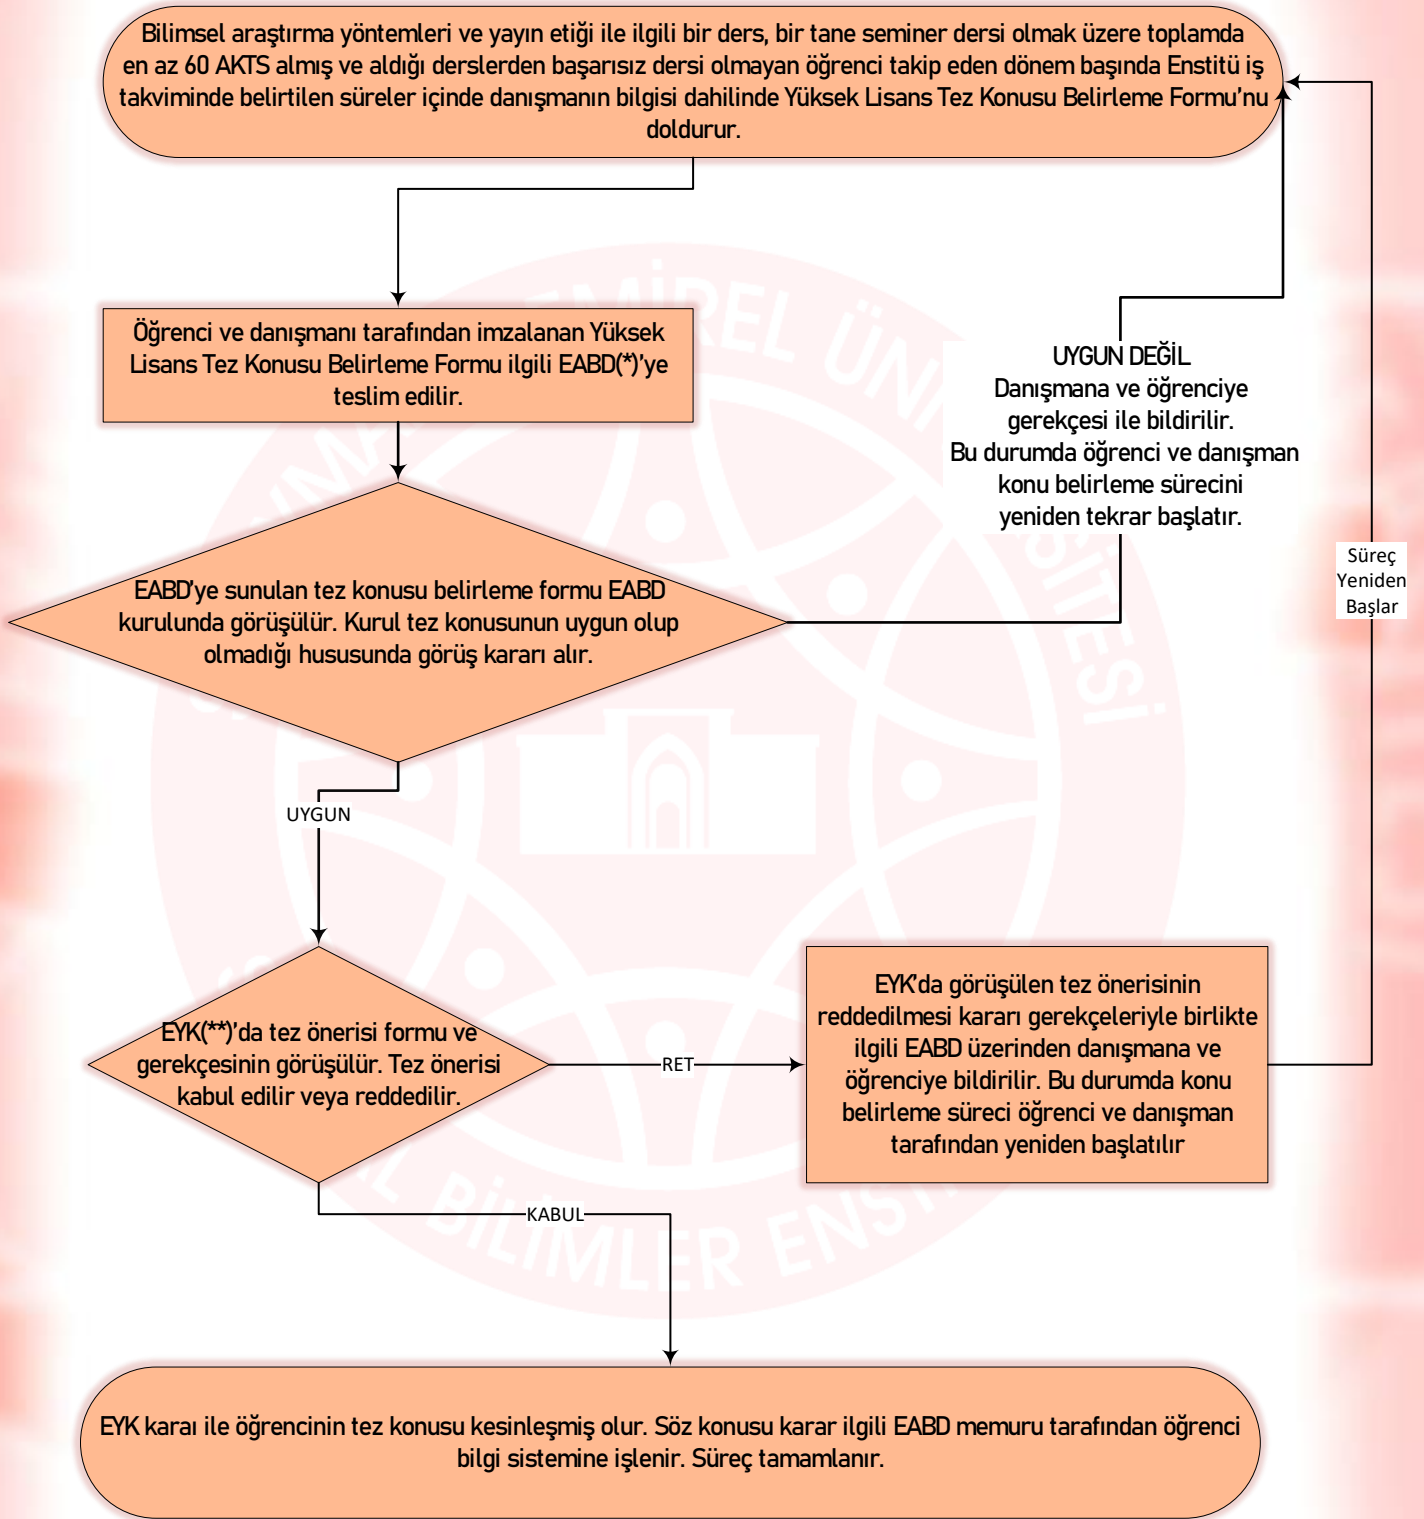 Bilimsel araştırma yöntemleri ve yayın etiği ile ilgili bir ders, bir tane seminer dersi olmak üzere toplamda
en az 60 AKTS almış ve aldığı derslerden başarısız dersi olmayan öğrenci takip eden dönem başında Enstitü iş
takviminde belirtilen süreler içinde danışmanın bilgisi dahilinde Yüksek Lisans Tez Konusu Belirleme Formu’nu
doldurur.
Öğrenci ve danışmanı tarafından imzalanan Yüksek
Lisans Tez Konusu Belirleme Formu ilgili EABD(*)’ye
teslim edilir.
UYGUN DEĞİL
Danışmana ve öğrenciye
gerekçesi ile bildirilir.
Bu durumda öğrenci ve danışman
konu belirleme sürecini
yeniden tekrar başlatır.
Süreç
Yeniden
Başlar
EABD’ye sunulan tez konusu belirleme formu EABD
kurulunda görüşülür. Kurul tez konusunun uygun olup
olmadığı hususunda görüş kararı alır.
UYGUN
EYK(**)’da tez önerisi formu ve
gerekçesinin görüşülür. Tez önerisi
kabul edilir veya reddedilir.
RET
EYK’da görüşülen tez önerisinin
reddedilmesi kararı gerekçeleriyle birlikte
ilgili EABD üzerinden danışmana ve
öğrenciye bildirilir. Bu durumda konu
belirleme süreci öğrenci ve danışman
tarafından yeniden başlatılır
KABUL
BİLİMLER
EYK karaı ile öğrencinin tez konusu kesinleşmiş olur. Söz konusu karar ilgili EABD memuru tarafından öğrenci
bilgi sistemine işlenir. Süreç tamamlanır.